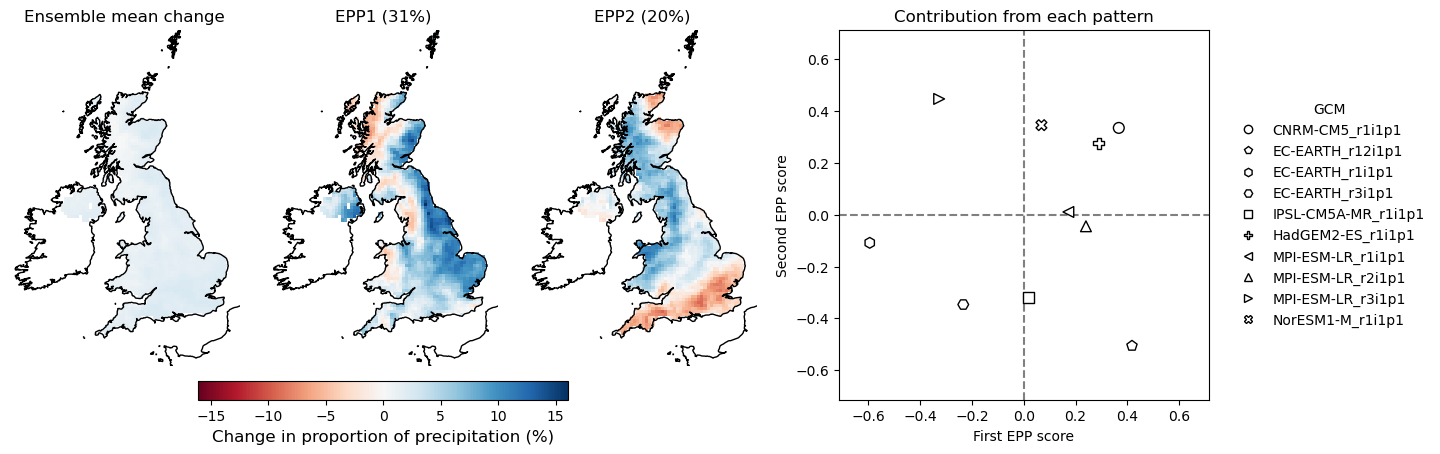 Ensemble mean change
EPP1 (31%)
EPP2 (20%)
Contribution from each pattern
−15 −10 −5 0 5 10 15
Change in proportion of precipitation (%)
0.6
0.4
0.2
0.0
−0.2
−0.4
−0.6
Second EPP score
−0.6 −0.4 −0.2 0.0 0.2 0.4 0.6
First EPP score
GCM
CNRM-CM5_r1i1p1
EC-EARTH_r12i1p1
EC-EARTH_r1i1p1
EC-EARTH_r3i1p1
IPSL-CM5A-MR_r1i1p1
HadGEM2-ES_r1i1p1
MPI-ESM-LR_r1i1p1
MPI-ESM-LR_r2i1p1
MPI-ESM-LR_r3i1p1
NorESM1-M_r1i1p1